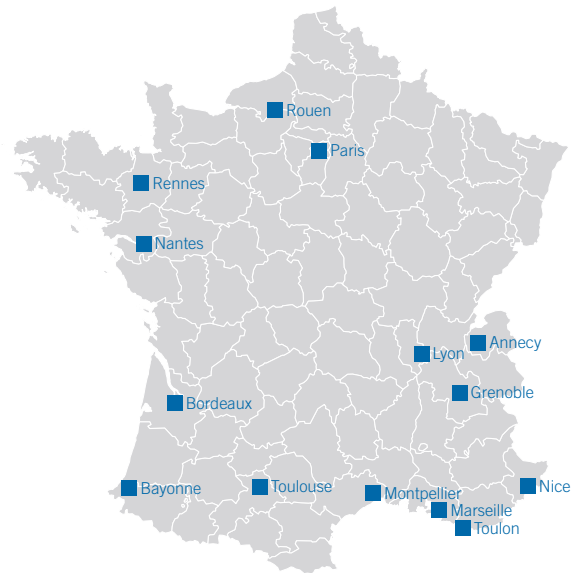 Rouen
Paris
Rennes
Nantes
Annecy
Lyon
Grenoble
Bordeaux
Bayonne
Toulouse
Montpellier
Nice
Marseille
Toulon